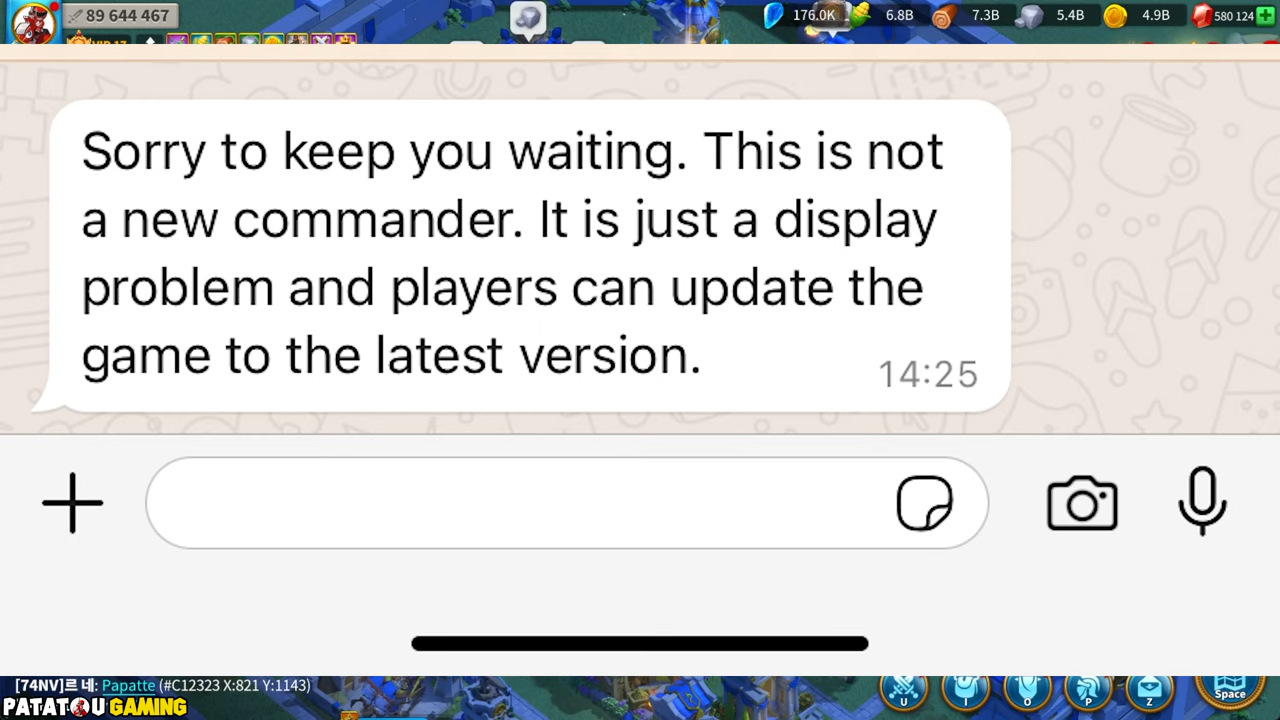 89 644 467
176.0K
6.8B
7.3B
5.4B
4.9B
580 124
VIP 17
Sorry to keep you waiting. This is not
a new commander. It is just a display
problem and players can update the
game to the latest version.
14:25
[74NV]르 네: Papatte (#C12323 X:821 Y:1143)
PATATOU GAMING
U
I
O
P
Z
Space